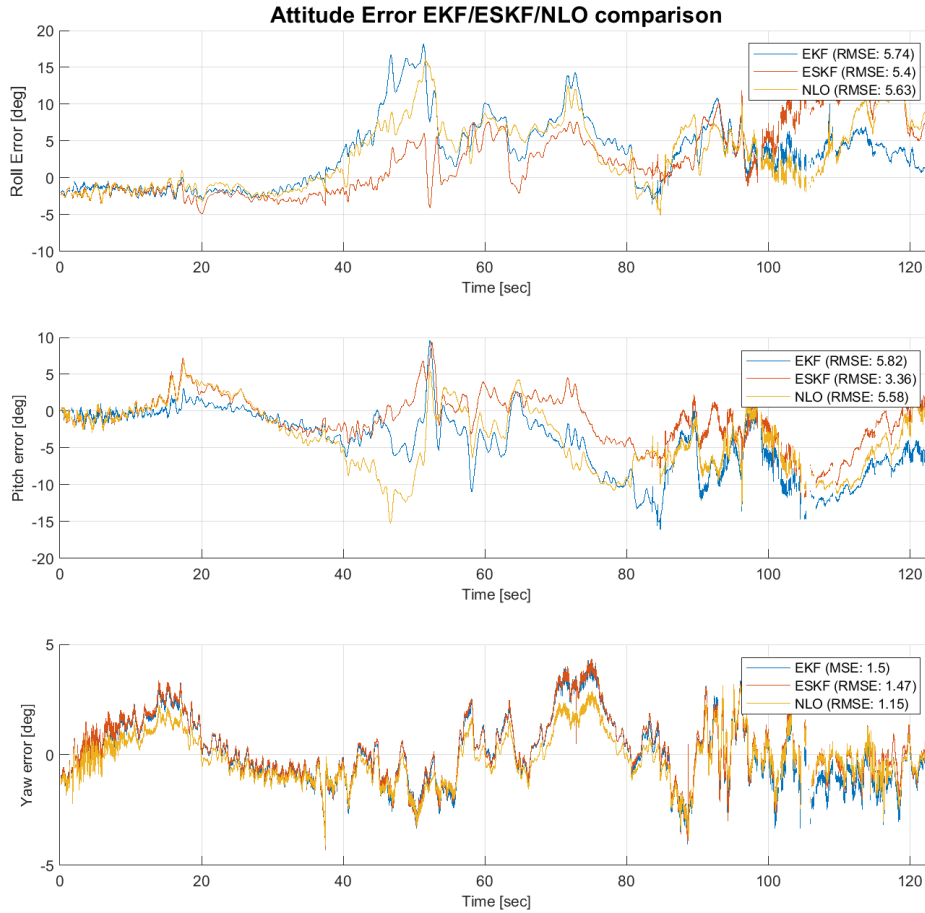 Attitude Error EKF/ESKF/NLO comparison
Roll Error [deg]
20
15
10
5
0
-5
-10
EKF (RMSE: 5.74)
ESKF (RMSE: 5.4)
NLO (RMSE: 5.63)
0 20 40 60 80 100 120
Time [sec]
Pitch error [deg]
10
5
0
-5
-10
-15
-20
EKF (RMSE: 5.82)
ESKF (RMSE: 3.36)
NLO (RMSE: 5.58)
0 20 40 60 80 100 120
Time [sec]
Yaw error [deg]
5
0
-5
EKF (MSE: 1.5)
ESKF (RMSE: 1.47)
NLO (RMSE: 1.15)
0 20 40 60 80 100 120
Time [sec]